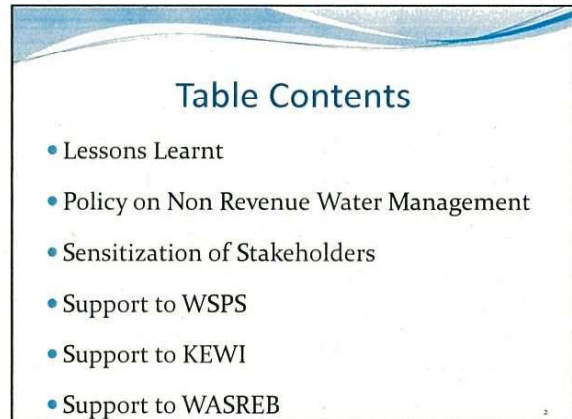 Table Contents
• Lessons Learnt
• Policy on Non Revenue Water Management
• Sensitization of Stakeholders
• Support to WSPS
• Support to KEWI
• Support to WASREB
2